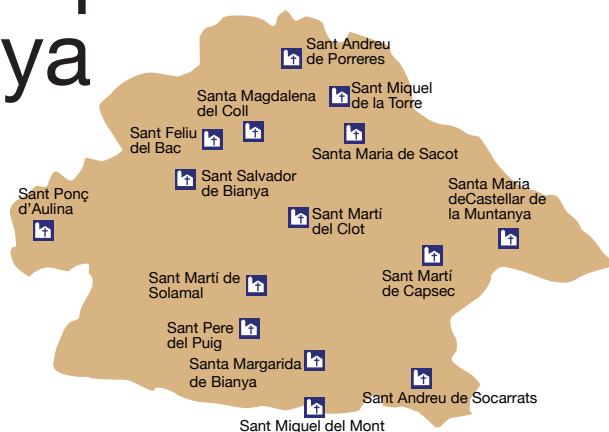 ya
Sant Andreu
de Porreres
Sant Miquel
de la Torre
Santa Magdalena
del Coll
Sant Feliu
del Bac
Santa Maria de Sacot
Sant Salvador
de Bianya
Santa Maria
deCastellar de
la Muntanya
Sant Ponç
d'Aulina
Sant Martí
del Clot
Sant Martí
de Capsec
Sant Martí de
Solamal
Sant Pere
del Puig
Santa Margarida
de Bianya
Sant Andreu de Socarrats
Sant Miquel del Mont